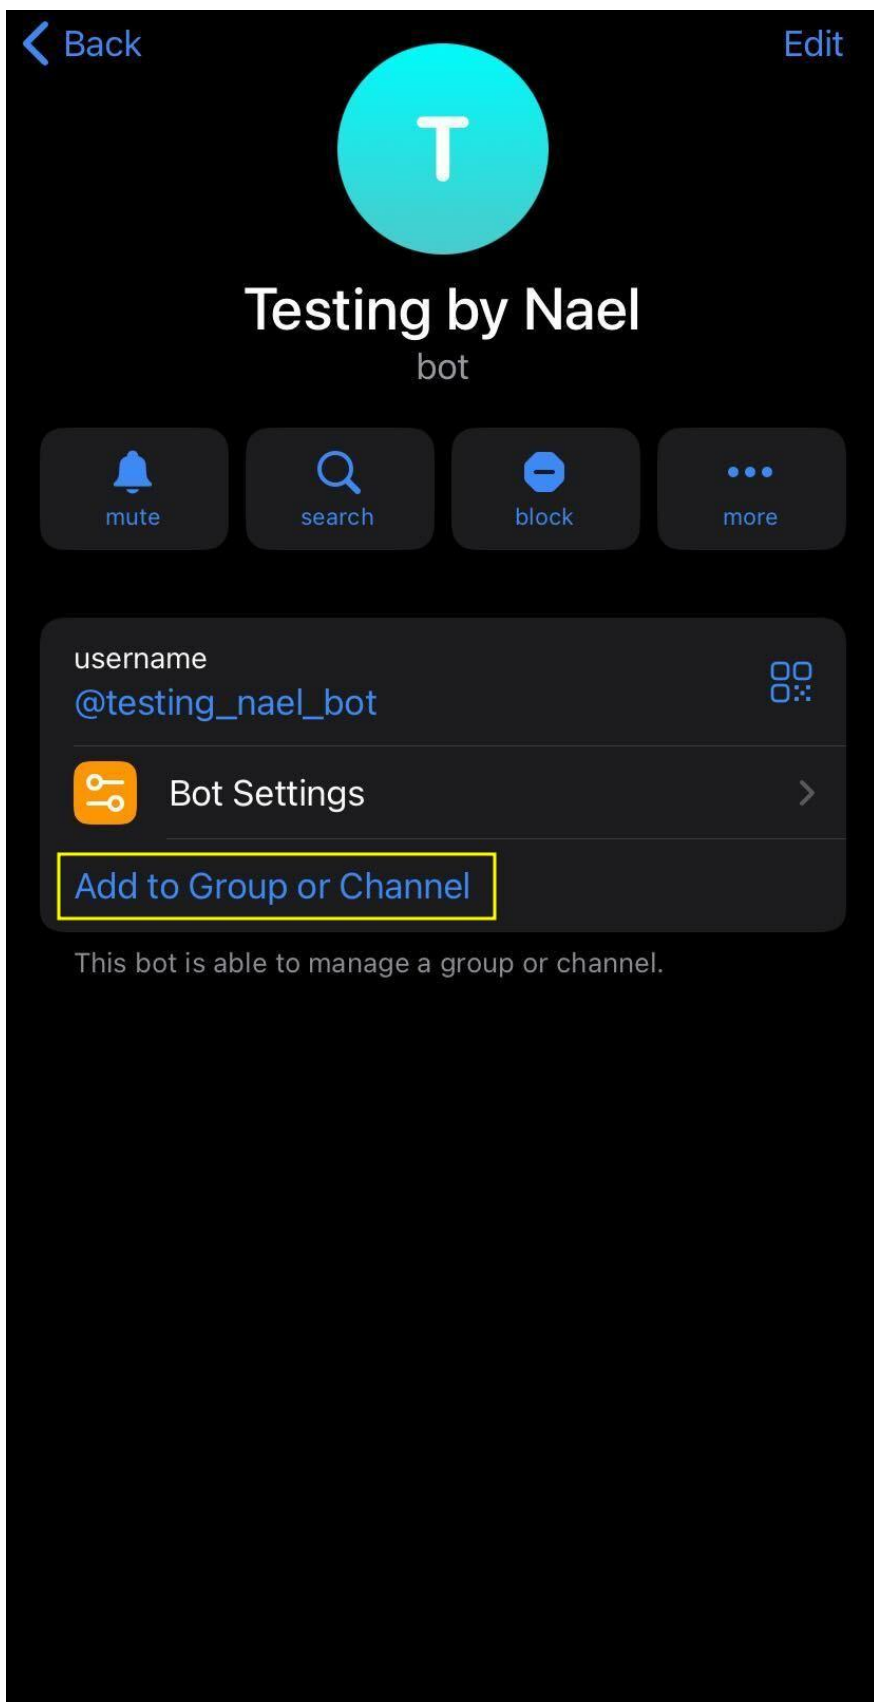 Back
Edit
T
Testing by Nael
bot
mute
search
block
more
username
@testing_nael_bot
Bot Settings
Add to Group or Channel
This bot is able to manage a group or channel.